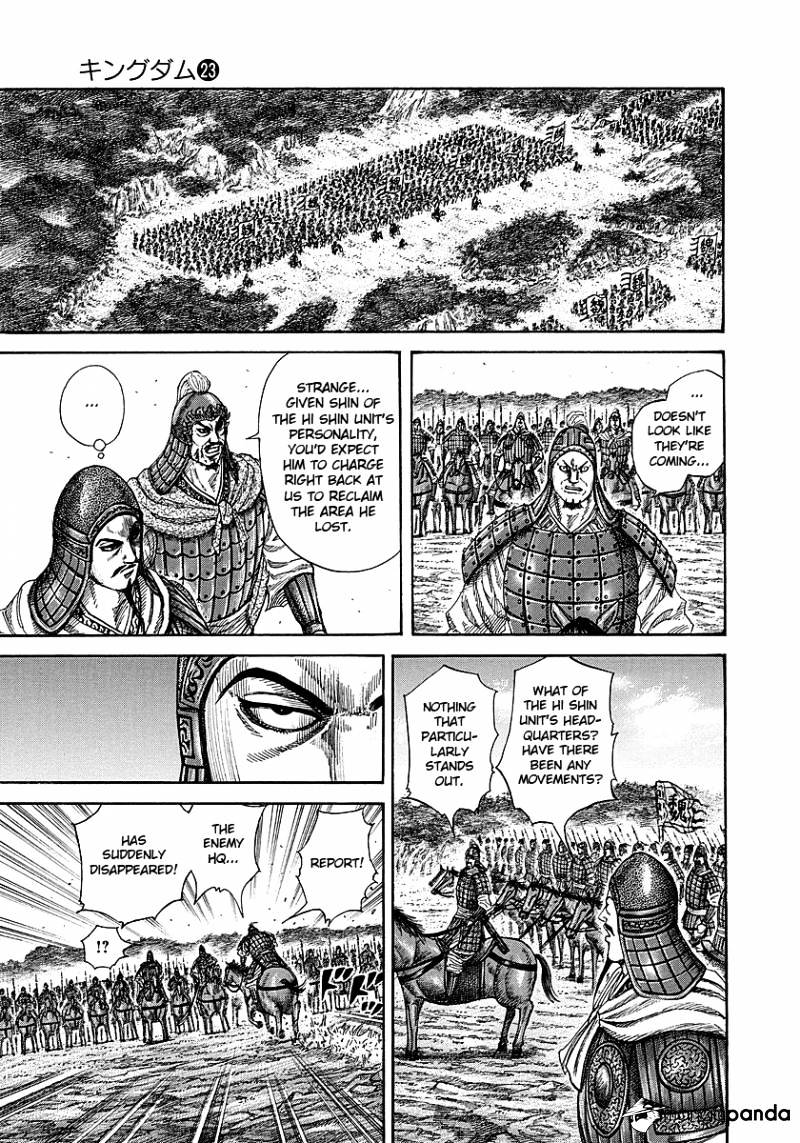 キングダム23
...
DOESN'T
LOOK LIKE
THEY'RE
COMING...
STRANGE...
GIVEN SHIN OF
THE HI SHIN UNIT'S
PERSONALITY,
YOU'D EXPECT
HIM TO CHARGE
RIGHT BACK AT
US TO RECLAIM
THE AREA HE
LOST.
...
WHAT OF
THE HI SHIN
UNIT'S HEAD-
QUARTERS?
HAVE THERE
BEEN ANY
MOVEMENTS?
NOTHING
THAT
PARTICU-
LARLY
STANDS
OUT.
魏
REPORT!
THE
ENEMY
HQ...
HAS
SUDDENLY
DISAPPEARED!
!?
ドドド
mangapanda